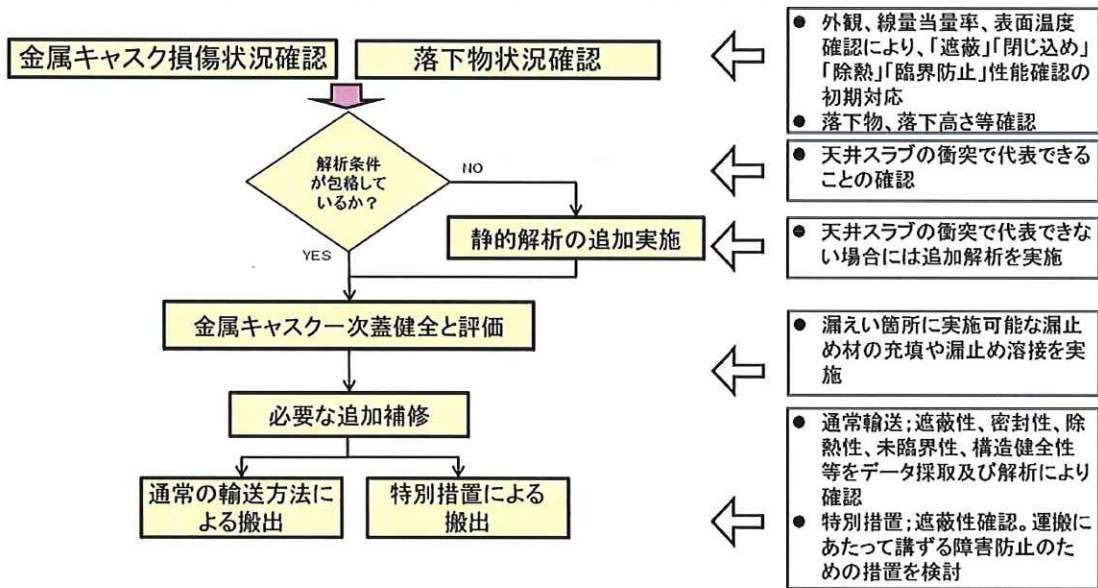 金属キャスク損傷状況確認
落下物状況確認
● 外観、線量当量率、表面温度
確認により、「遮蔽」「閉じ込め」
「除熱」「臨界防止」性能確認の
初期対応
● 落下物、落下高さ等確認
解析条件
が包絡して
いるか？
NO
YES
● 天井スラブの衝突で代表できる
ことの確認
静的解析の追加実施
● 天井スラブの衝突で代表できな
い場合には追加解析を実施
金属キャスク一次蓋健全と評価
● 漏えい箇所に実施可能な漏止
め材の充填や漏止め溶接を実
施
必要な追加補修
通常の輸送方法に
よる搬出
特別措置による
搬出
● 通常輸送；遮蔽性、密封性、除
熱性、未臨界性、構造健全性
等をデータ採取及び解析により
確認
● 特別措置；遮蔽性確認。運搬に
あたって講ずる障害防止のた
めの措置を検討